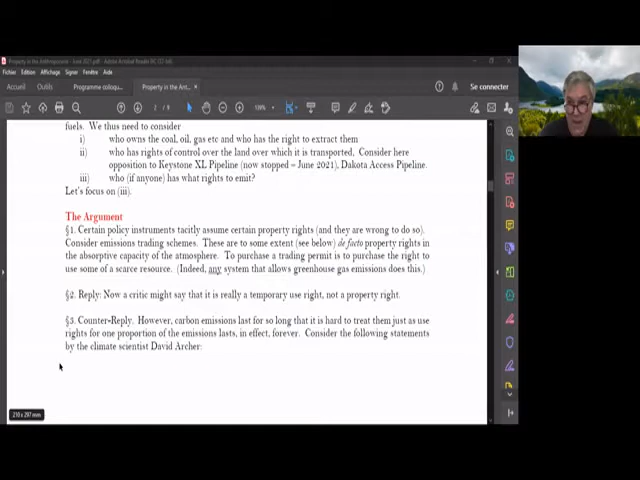 Property in the Anthropocene - June 2021.pdf - Adobe Acrobat Reader DC (32-bit)
Fichier Edition Affichage Signer Fenêtre Aide
Accueil Outils Programme colloqu... Property in the Ant... × Se connecter
2 / 9 130%
fuels. We thus need to consider
i) who owns the coal, oil, gas etc and who has the right to extract them
ii) who has rights of control over the land over which it is transported, Consider here
opposition to Keystone XL Pipeline (now stopped – June 2021), Dakota Access Pipeline.
iii) who (if anyone) has what rights to emit?
Let's focus on (iii).
The Argument
§1. Certain policy instruments tacitly assume certain property rights (and they are wrong to do so).
Consider emissions trading schemes. These are to some extent (see below) de facto property rights in
the absorptive capacity of the atmosphere. To purchase a trading permit is to purchase the right to
use some of a scarce resource. (Indeed, any system that allows greenhouse gas emissions does this.)
§2. Reply: Now a critic might say that it is really a temporary use right, not a property right.
§3. Counter-Reply. However, carbon emissions last for so long that it is hard to treat them just as use
rights for one proportion of the emissions lasts, in effect, forever. Consider the following statements
by the climate scientist David Archer:
210 x 297 mm